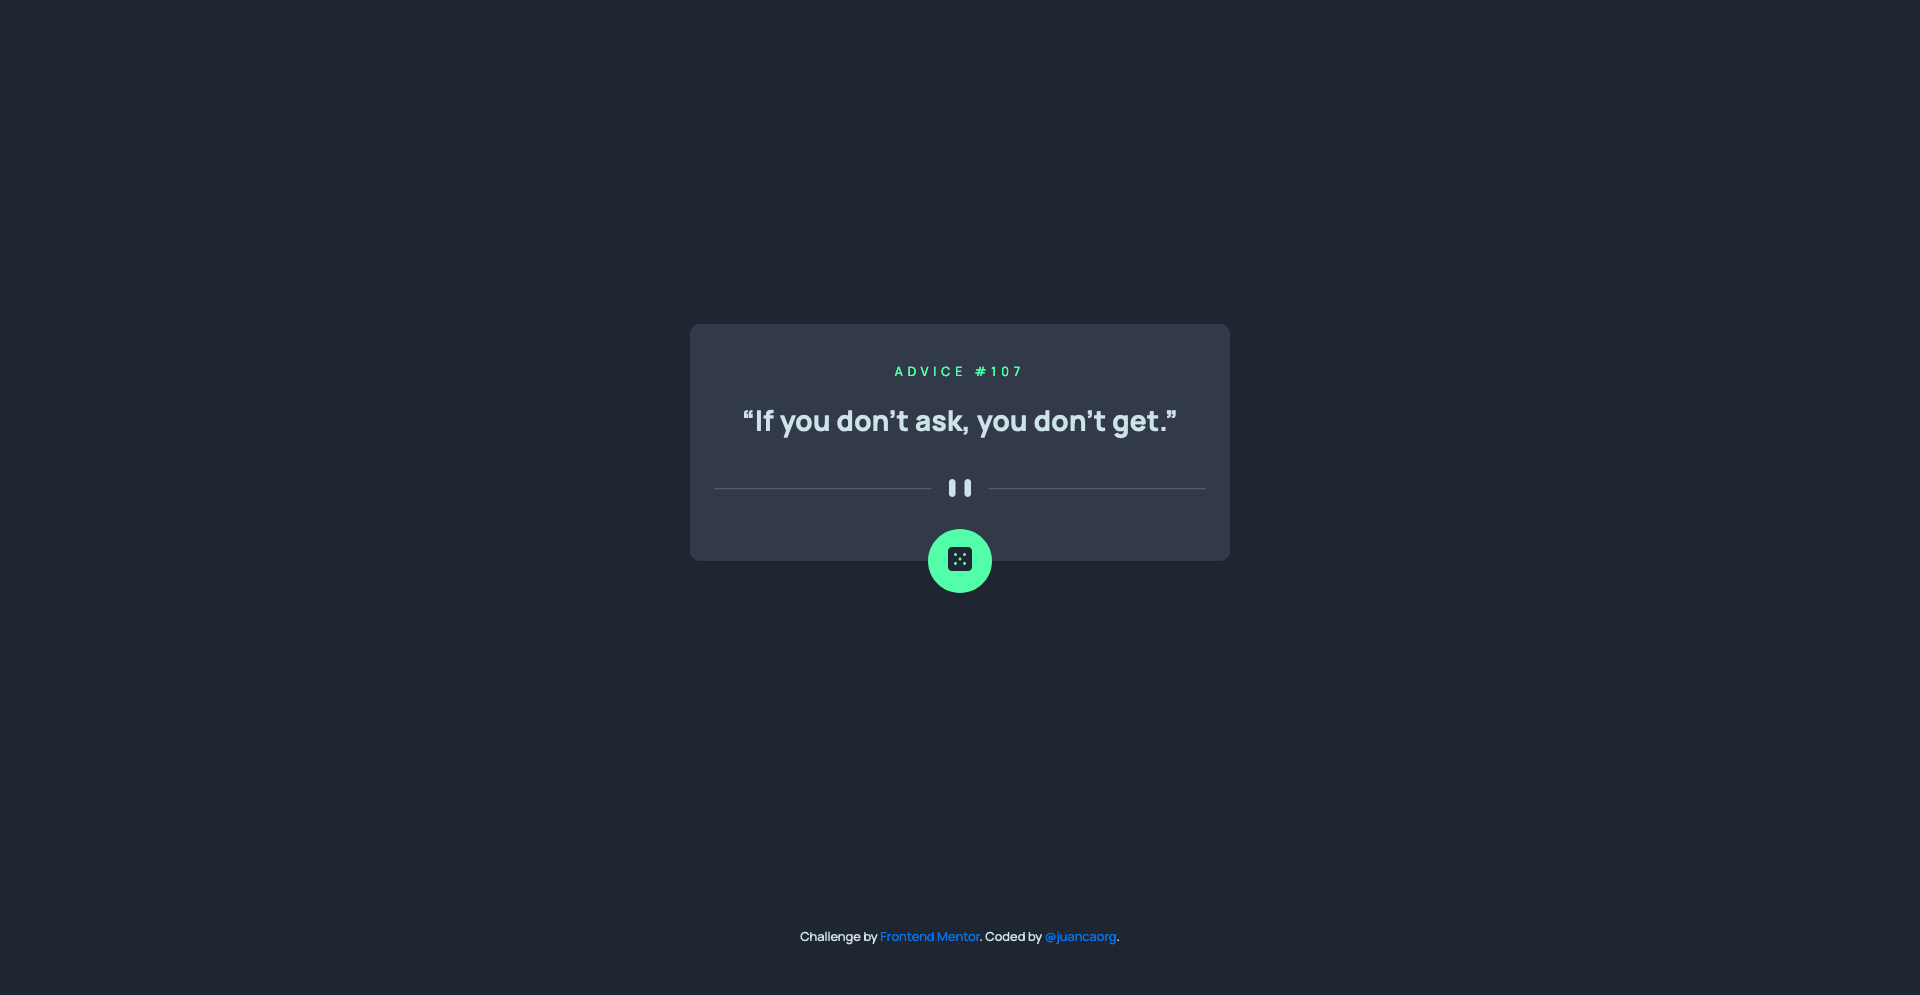 ADVICE #107
“If you don’t ask, you don’t get.”
Challenge by Frontend Mentor. Coded by @juancaorg.